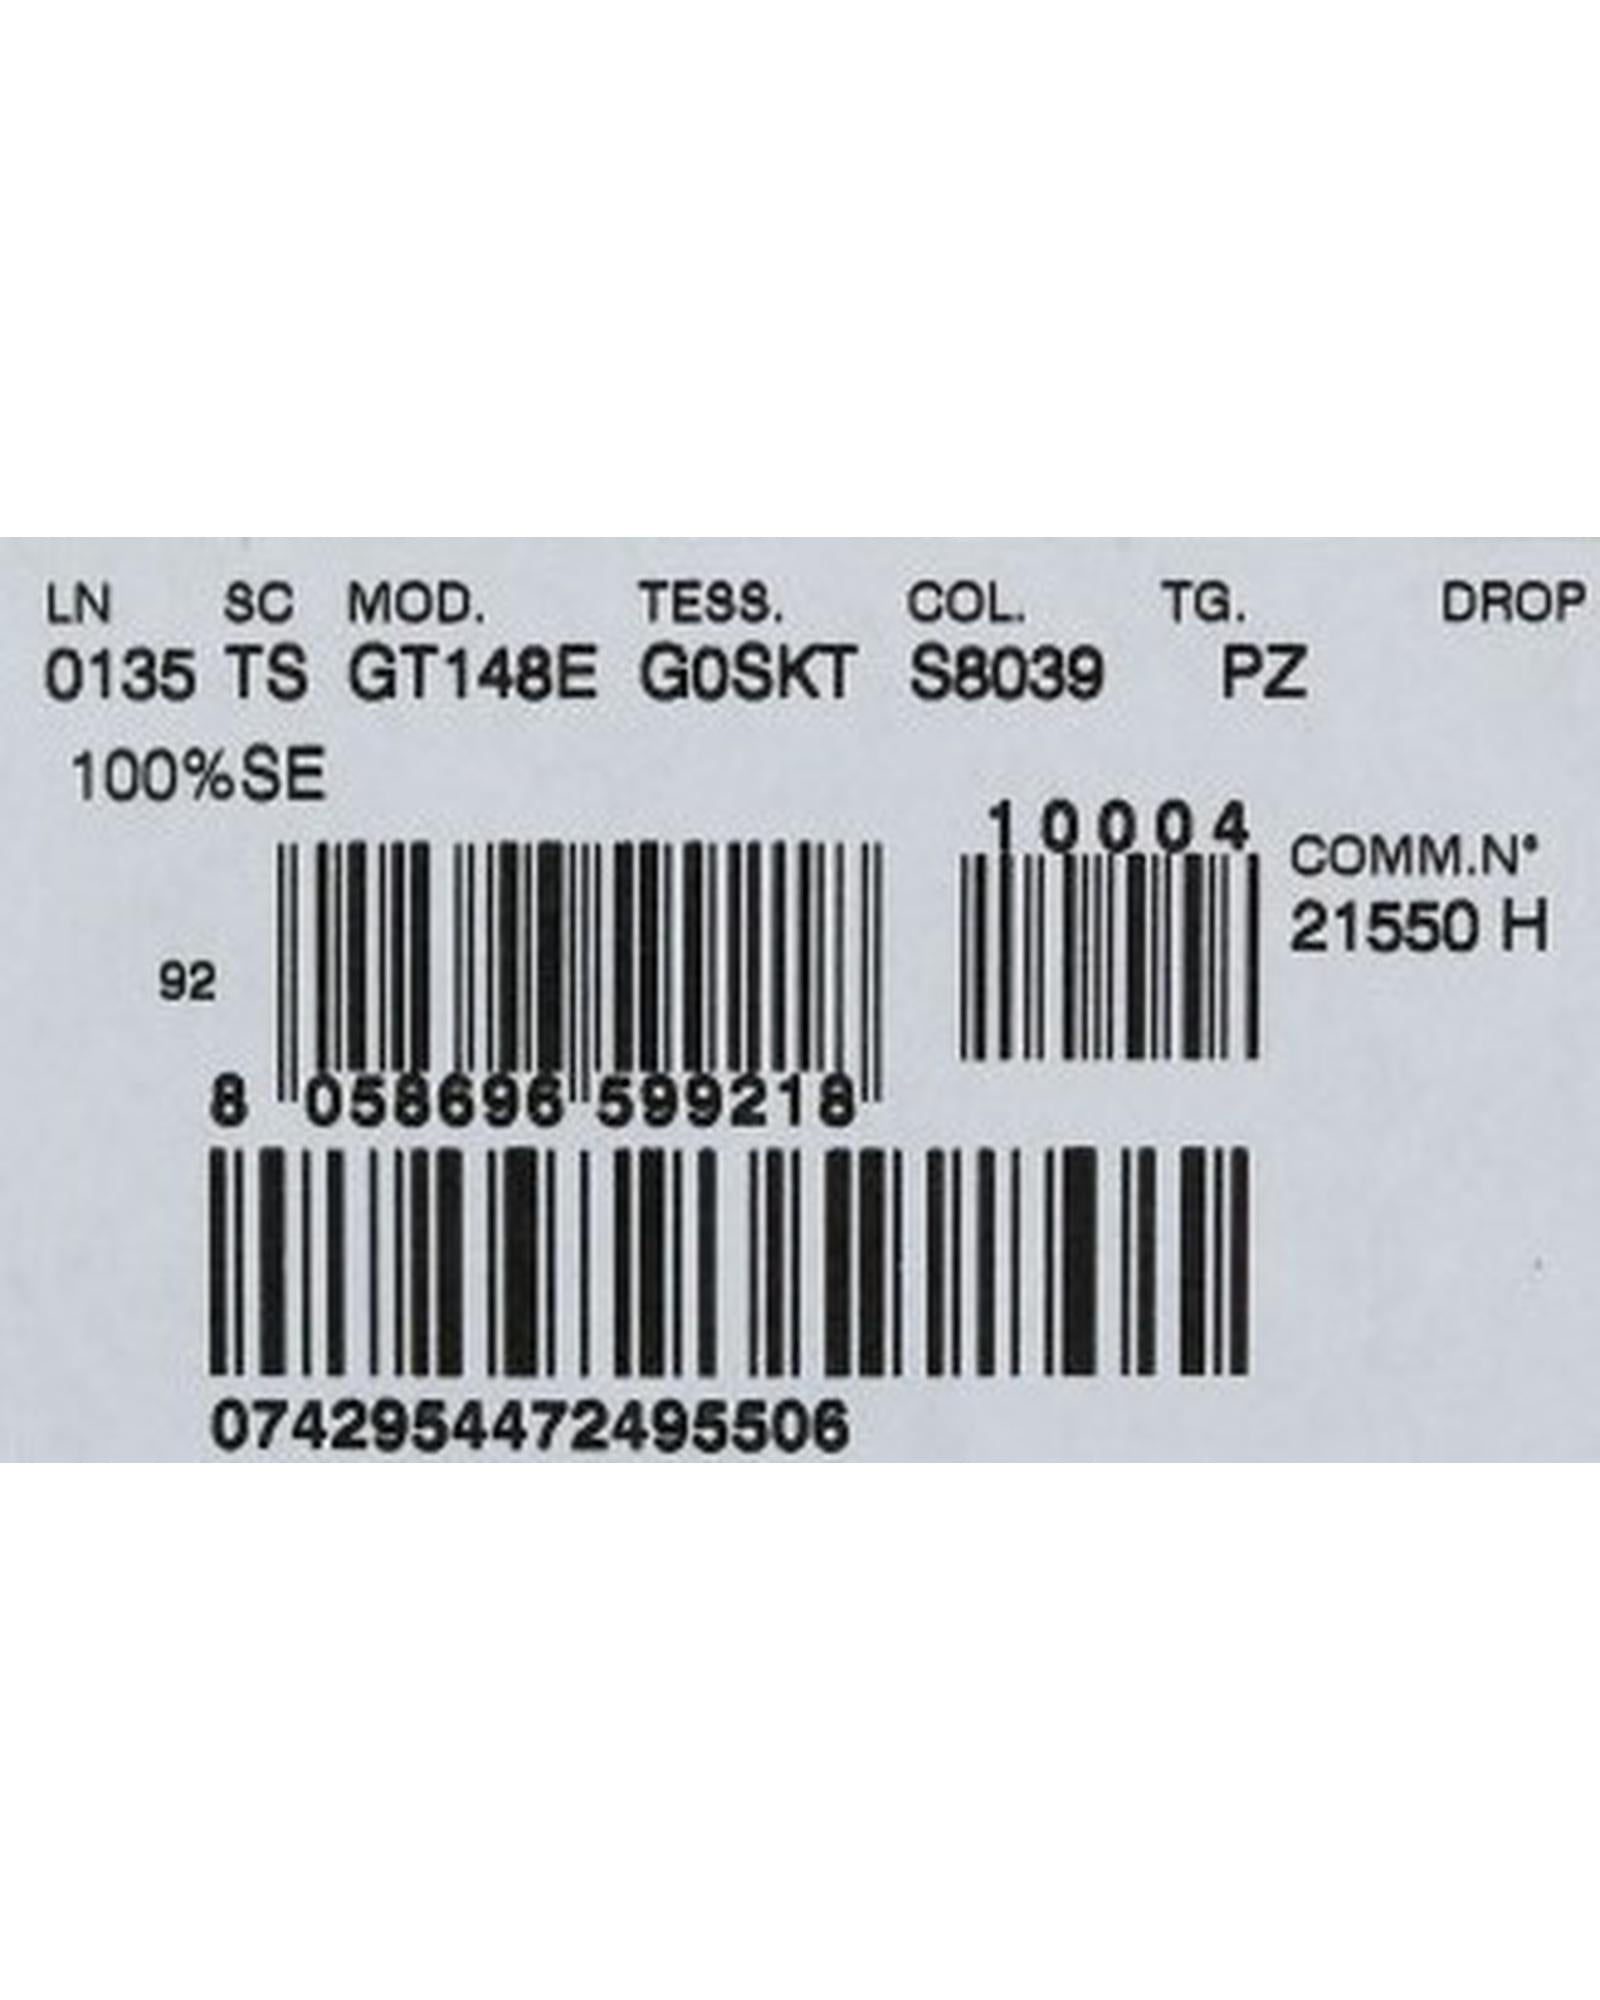 LN SC MOD. TESS. COL. TG. DROP
0135 TS GT148E G0SKT S8039 PZ
100%SE
10004
COMM.N°
21550 H
92
8 058696 599218
0742954472495506